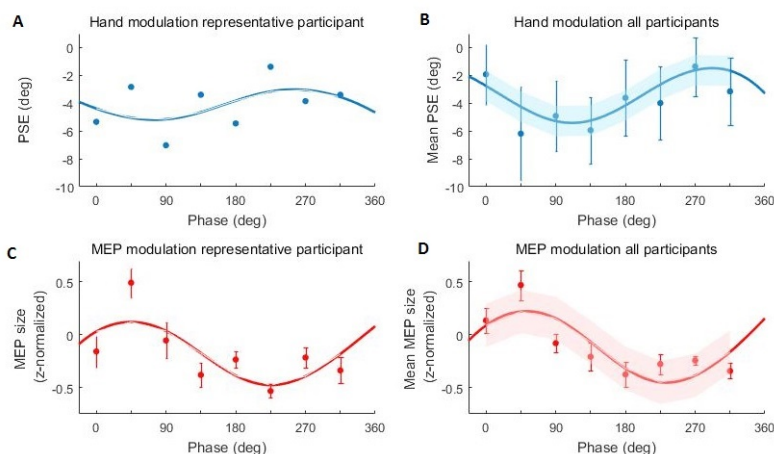 A
Hand modulation representative participant
PSE (deg)
0
-2
-4
-6
-8
-10
0
90
180
270
360
Phase (deg)
B
Hand modulation all participants
Mean PSE (deg)
0
-2
-4
-6
-8
-10
0
90
180
270
360
Phase (deg)
C
MEP modulation representative participant
MEP size
(z-normalized)
0.5
0
-0.5
0
90
180
270
360
Phase (deg)
D
MEP modulation all participants
Mean MEP size
(z-normalized)
0.5
0
-0.5
0
90
180
270
360
Phase (deg)